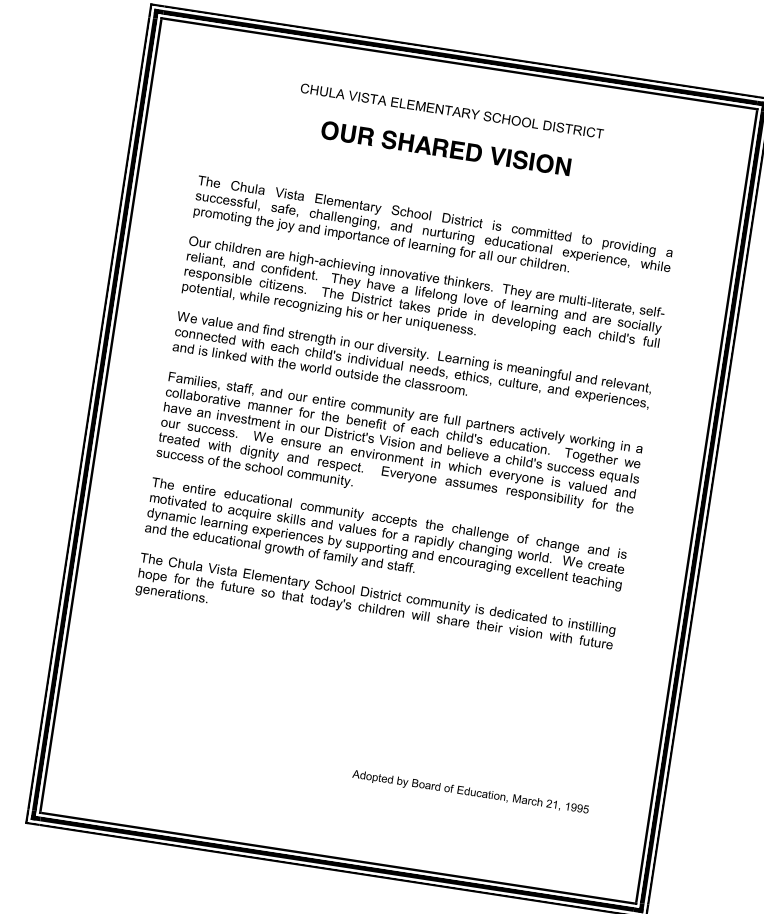 CHULA VISTA ELEMENTARY SCHOOL DISTRICT
OUR SHARED VISION
The Chula Vista Elementary School District is committed to providing a
successful, safe, challenging, and nurturing educational experience, while
promoting the joy and importance of learning for all our children.
Our children are high-achieving innovative thinkers. They are multi-literate, self-
reliant, and confident. They have a lifelong love of learning and are socially
responsible citizens. The District takes pride in developing each child's full
potential, while recognizing his or her uniqueness.
We value and find strength in our diversity. Learning is meaningful and relevant,
connected with each child's individual needs, ethics, culture, and experiences,
and is linked with the world outside the classroom.
Families, staff, and our entire community are full partners actively working in a
collaborative manner for the benefit of each child's education. Together we
have an investment in our District's Vision and believe a child's success equals
our success. We ensure an environment in which everyone is valued and
treated with dignity and respect. Everyone assumes responsibility for the
success of the school community.
The entire educational community accepts the challenge of change and is
motivated to acquire skills and values for a rapidly changing world. We create
dynamic learning experiences by supporting and encouraging excellent teaching
and the educational growth of family and staff.
The Chula Vista Elementary School District community is dedicated to instilling
hope for the future so that today's children will share their vision with future
generations.
Adopted by Board of Education, March 21, 1995